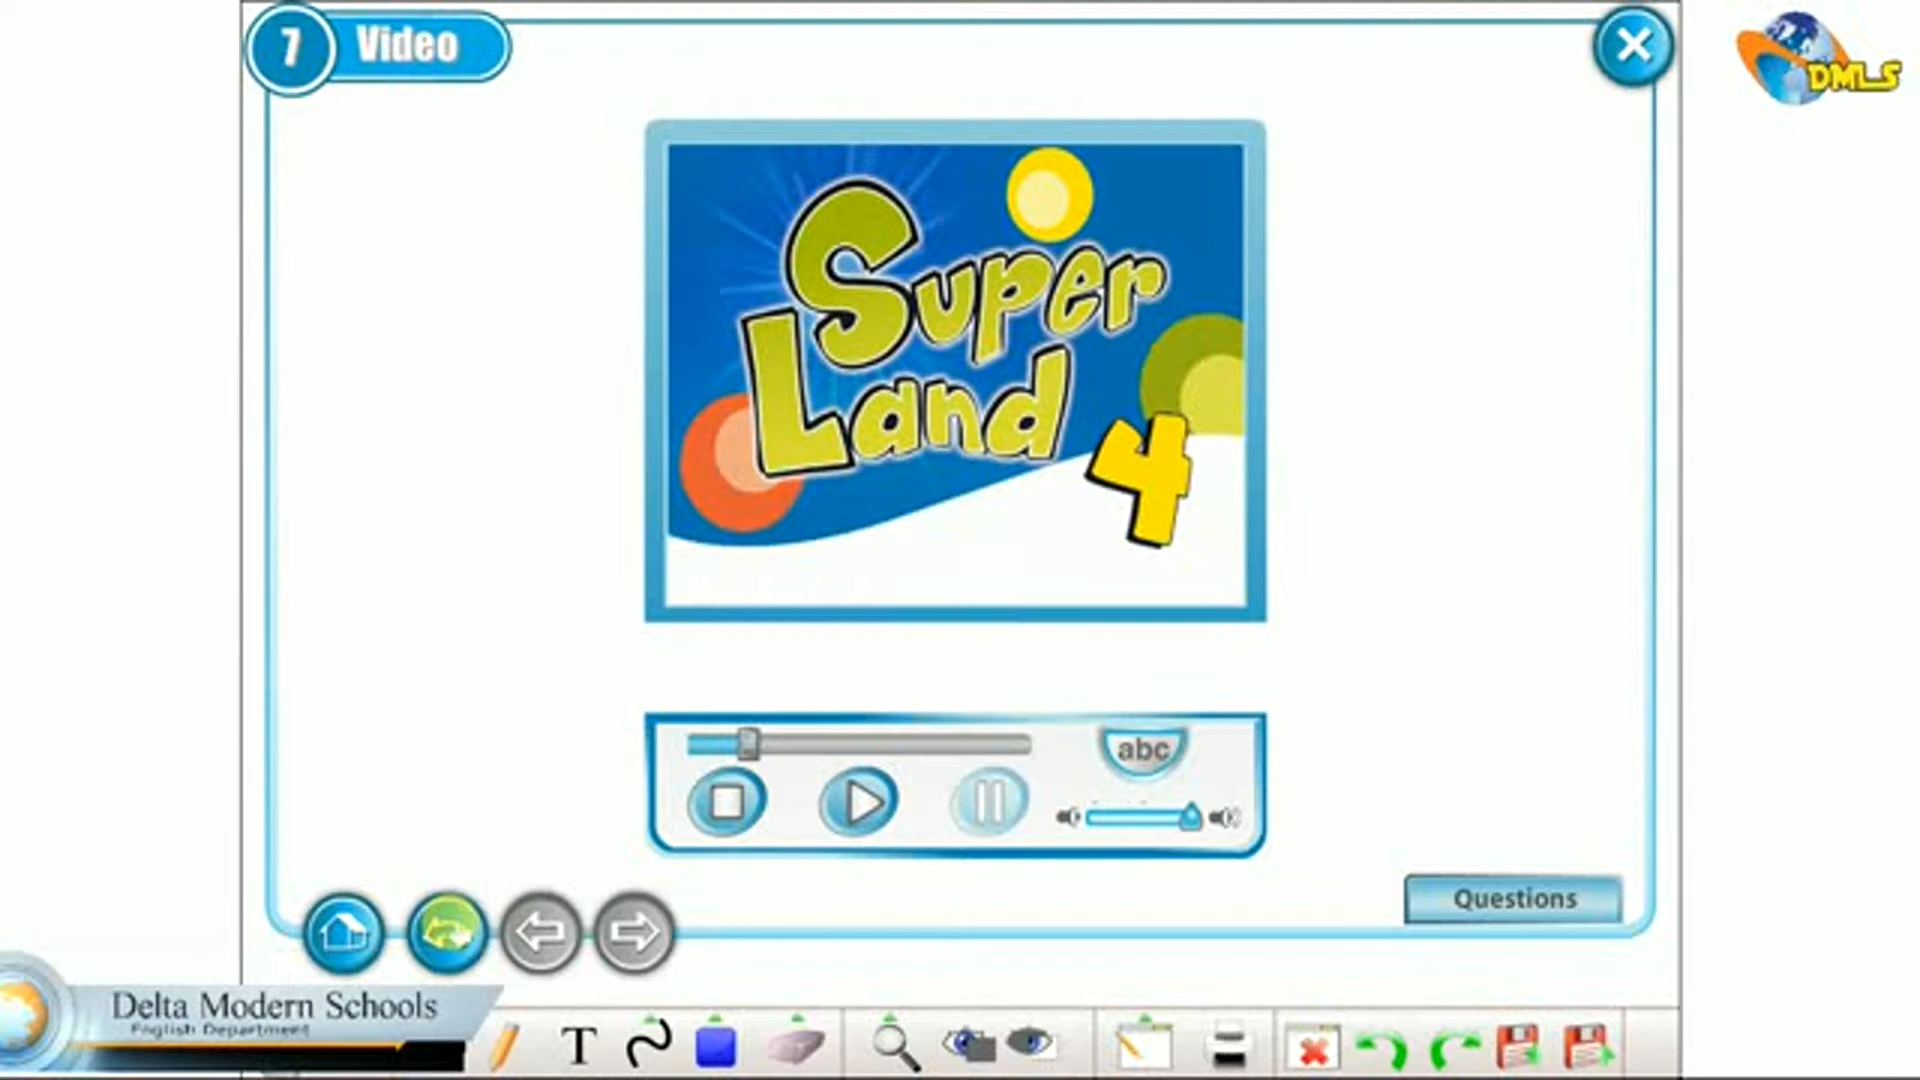 7 Video
DMLS
Super
Land
4
abc
Questions
Delta Modern Schools
English Department
T